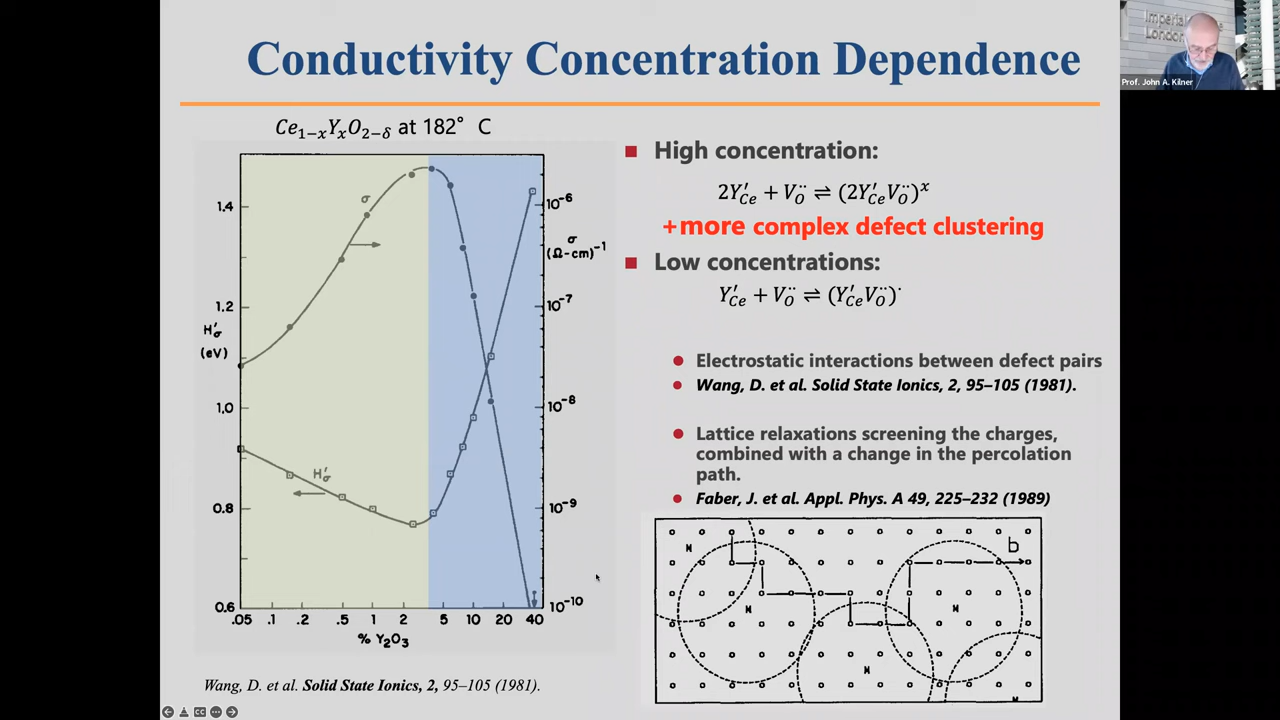 Conductivity Concentration Dependence
Imperial
London
Prof. John A. Kilner
Ce₁₋ₓYₓO₂₋δ at 182° C
1.4
1.2
H′σ
(eV)
1,0
0.8
0.6
σ
H′σ
10⁻⁶
σ
(Ω-cm)⁻¹
10⁻⁷
10⁻⁸
10⁻⁹
10⁻¹⁰
.05 .1 .2 .5 1 2 5 10 20 40
% Y₂O₃
Wang, D. et al. Solid State Ionics, 2, 95–105 (1981).
High concentration:
2Y′Ce + V̈O ⇌ (2Y′CeV̈O)ˣ
+more complex defect clustering
Low concentrations:
Y′Ce + V̈O ⇌ (Y′CeV̈O)˙
Electrostatic interactions between defect pairs
Wang, D. et al. Solid State Ionics, 2, 95–105 (1981).
Lattice relaxations screening the charges,
combined with a change in the percolation
path.
Faber, J. et al. Appl. Phys. A 49, 225–232 (1989)
b
M
M
M
M
CC